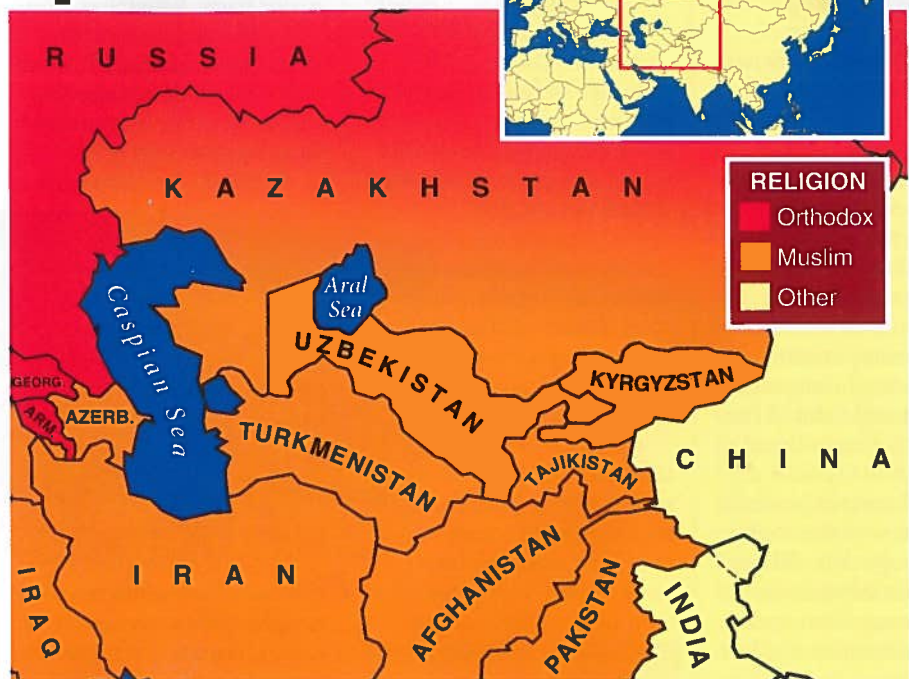 RUSSIA
KAZAKHSTAN
RELIGION
Orthodox
Muslim
Other
Caspian Sea
Aral
Sea
UZBEKISTAN
KYRGYZSTAN
GEORG.
ARM.
AZERB.
TURKMENISTAN
TAJIKISTAN
CHINA
IRAN
IRAQ
AFGHANISTAN
PAKISTAN
INDIA